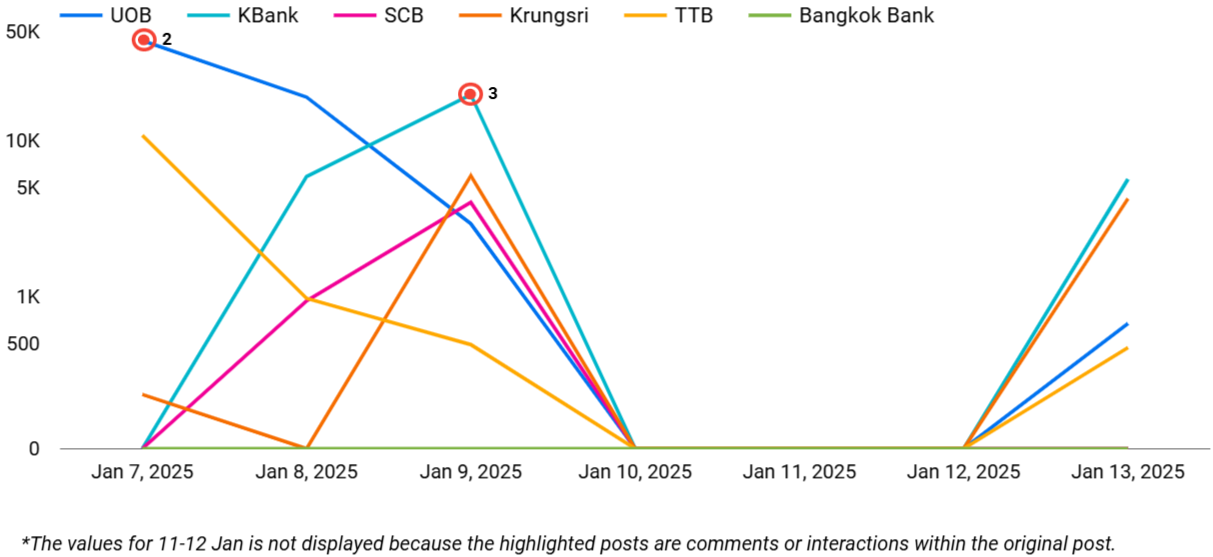 UOB KBank SCB Krungsri TTB Bangkok Bank
50K
2
3
10K
5K
1K
500
0
Jan 7, 2025 Jan 8, 2025 Jan 9, 2025 Jan 10, 2025 Jan 11, 2025 Jan 12, 2025 Jan 13, 2025
*The values for 11-12 Jan is not displayed because the highlighted posts are comments or interactions within the original post.